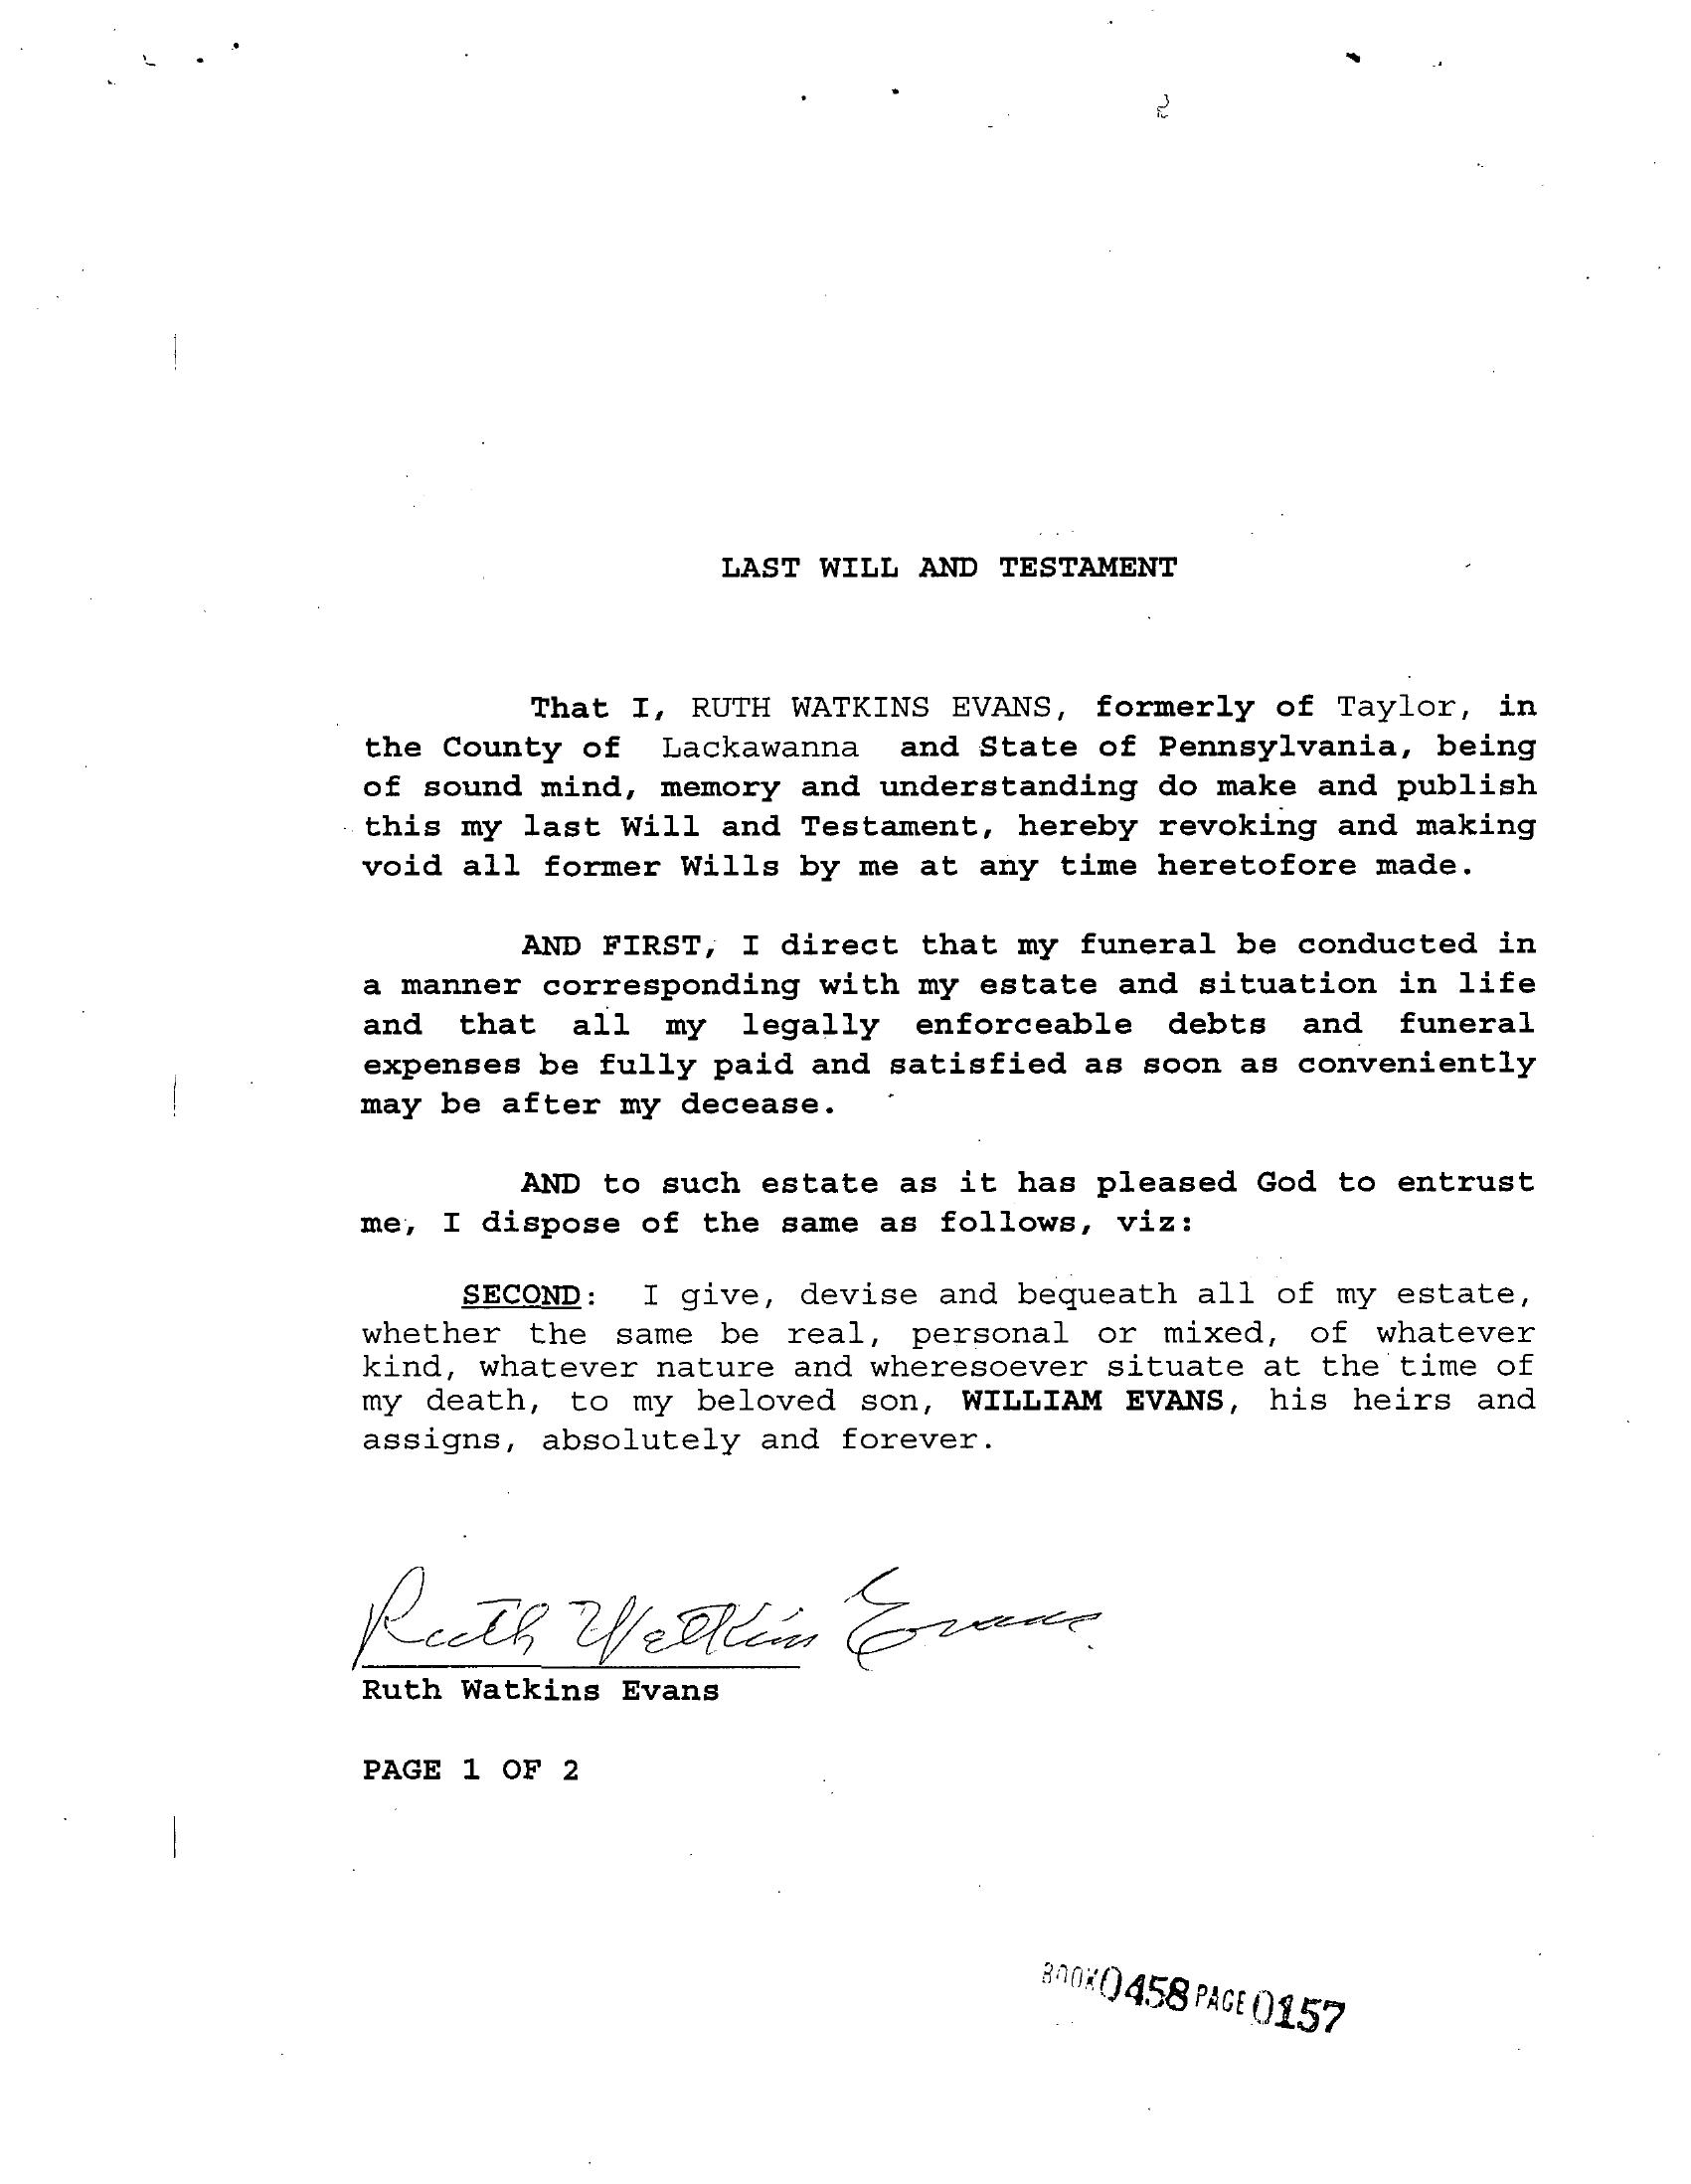 LAST WILL AND TESTAMENT
That I, RUTH WATKINS EVANS, formerly of Taylor, in
the County of Lackawanna and State of Pennsylvania, being
of sound mind, memory and understanding do make and publish
this my last Will and Testament, hereby revoking and making
void all former Wills by me at any time heretofore made.
AND FIRST, I direct that my funeral be conducted in
a manner corresponding with my estate and situation in life
and that all my legally enforceable debts and funeral
expenses be fully paid and satisfied as soon as conveniently
may be after my decease.
AND to such estate as it has pleased God to entrust
me, I dispose of the same as follows, viz:
SECOND: I give, devise and bequeath all of my estate,
whether the same be real, personal or mixed, of whatever
kind, whatever nature and wheresoever situate at the time of
my death, to my beloved son, WILLIAM EVANS, his heirs and
assigns, absolutely and forever.
Ruth Watkins Evans
Ruth Watkins Evans
PAGE 1 OF 2
BOOK 0458 PAGE 0157